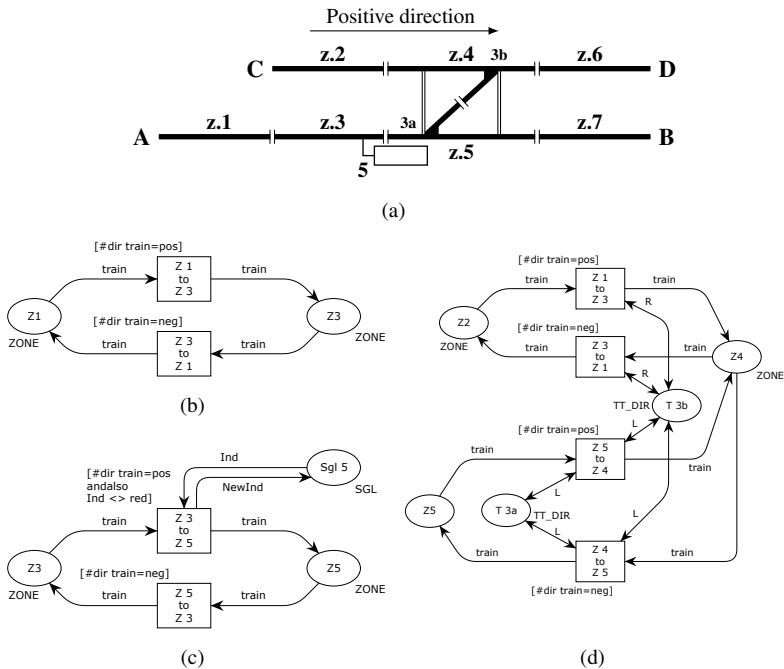 Positive direction
z.2
z.4
3b
z.6
C
D
z.1
z.3
3a
z.7
A
B
5
z.5
(a)
[#dir train=pos]
train
Z 1
to
Z 3
train
Z1
ZONE
Z3
ZONE
[#dir train=neg]
train
Z 3
to
Z 1
train
(b)
Ind
Sgl 5
SGL
NewInd
[#dir train=pos
andalso
Ind <> red]
train
Z 3
to
Z 5
train
Z3
ZONE
Z5
ZONE
[#dir train=neg]
train
Z 5
to
Z 3
train
(c)
[#dir train=pos]
train
Z 1
to
Z 3
train
R
Z2
ZONE
[#dir train=neg]
train
Z 3
to
Z 1
train
R
Z4
ZONE
TT_DIR
T 3b
[#dir train=pos]
L
train
Z 5
to
Z 4
train
L
Z5
T 3a
TT_DIR
L
L
train
Z 4
to
Z 5
train
[#dir train=neg]
(d)